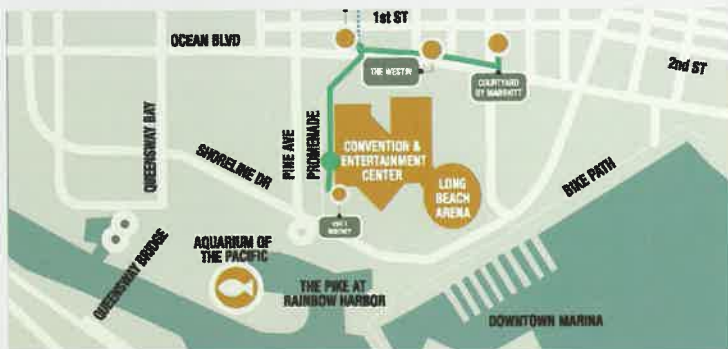 1st ST
OCEAN BLVD
2nd ST
THE WESTIN
COURTYARD
BY MARRIOTT
QUEENSWAY BAY
SHORELINE DR
PINE AVE
PROMENADE
CONVENTION &
ENTERTAINMENT
CENTER
LONG
BEACH
ARENA
BIKE PATH
HYATT
REGENCY
QUEENSWAY BRIDGE
AQUARIUM OF
THE PACIFIC
THE PIKE AT
RAINBOW HARBOR
DOWNTOWN MARINA